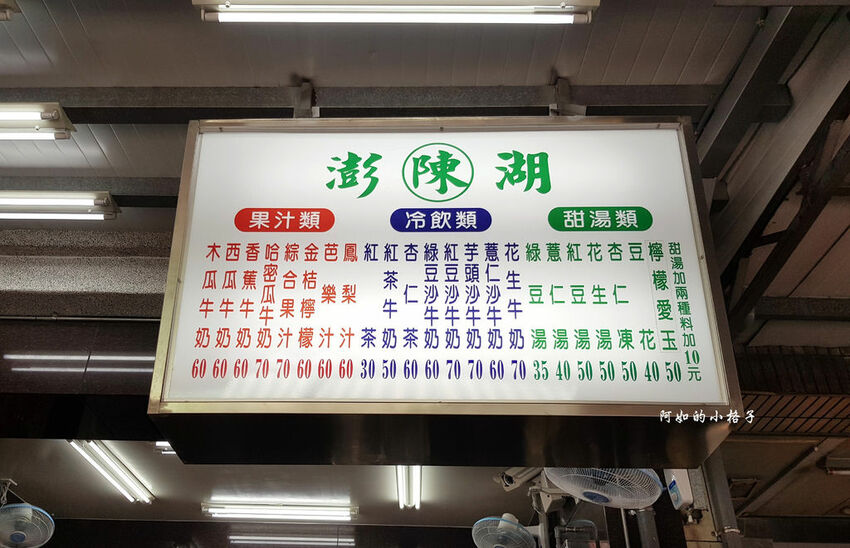 澎 陳 湖
果汁類
木瓜牛奶 60
西瓜牛奶 60
香蕉牛奶 60
哈密瓜牛奶 70
綜合果汁 70
金桔檸檬 60
芭樂汁 60
鳳梨汁 60
冷飲類
紅茶 30
紅茶牛奶 50
杏仁茶 60
綠豆沙牛奶 60
紅豆沙牛奶 70
芋頭沙牛奶 70
薏仁沙牛奶 60
花生牛奶 70
甜湯類
綠豆湯 35
薏仁湯 40
紅豆湯 50
花生湯 50
杏仁凍 50
豆花 40
檸檬愛玉 50
甜湯加兩種料加10元
阿如的小格子